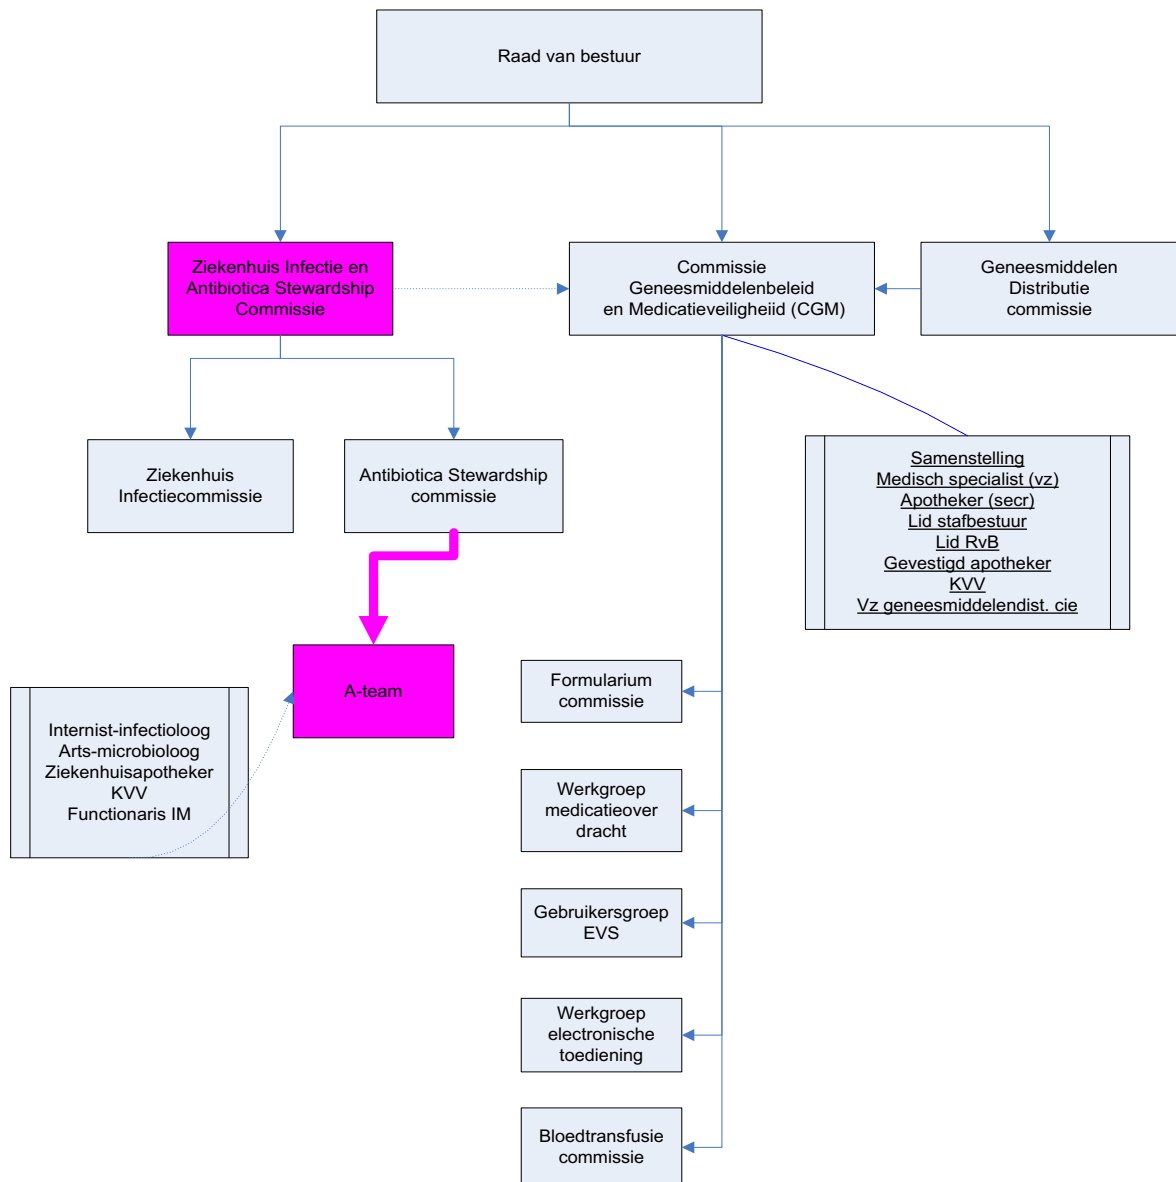 Raad van bestuur
Ziekenhuis Infectie en
Antibiotica Stewardship
Commissie
Commissie
Geneesmiddelenbeleid
en Medicatieveiligheiid (CGM)
Geneesmiddelen
Distributie
commissie
Ziekenhuis
Infectiecommissie
Antibiotica Stewardship
commissie
Samenstelling
Medisch specialist (vz)
Apotheker (secr)
Lid stafbestuur
Lid RvB
Gevestigd apotheker
KVV
Vz geneesmiddelendist. cie
A-team
Internist-infectioloog
Arts-microbioloog
Ziekenhuisapotheker
KVV
Functionaris IM
Formularium
commissie
Werkgroep
medicatieover
dracht
Gebruikersgroep
EVS
Werkgroep
electronische
toediening
Bloedtransfusie
commissie